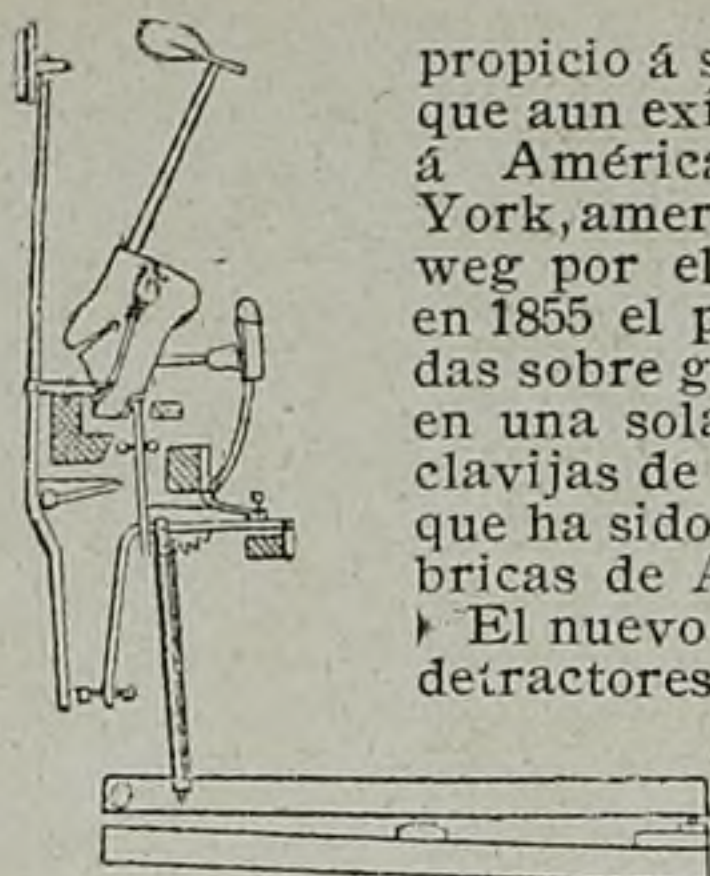 propicio á s
que aun exi
á América
York, amer
weg por el
en 1855 el p
das sobre g
en una sola
clavijas de
que ha sido
bricas de A
El nuevo
detractores